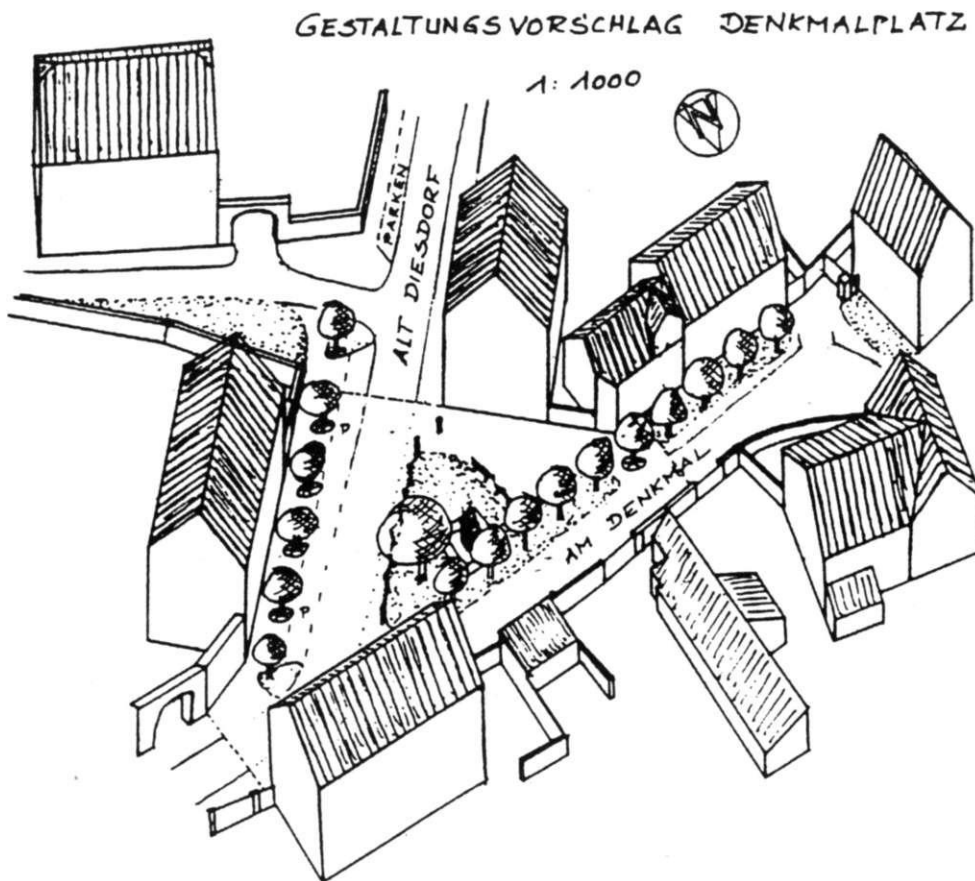 GESTALTUNGSVORSCHLAG DENKMALPLATZ
1:1000
N
PARKEN
ALT DIESDORF
P
AM DENKMAL
P